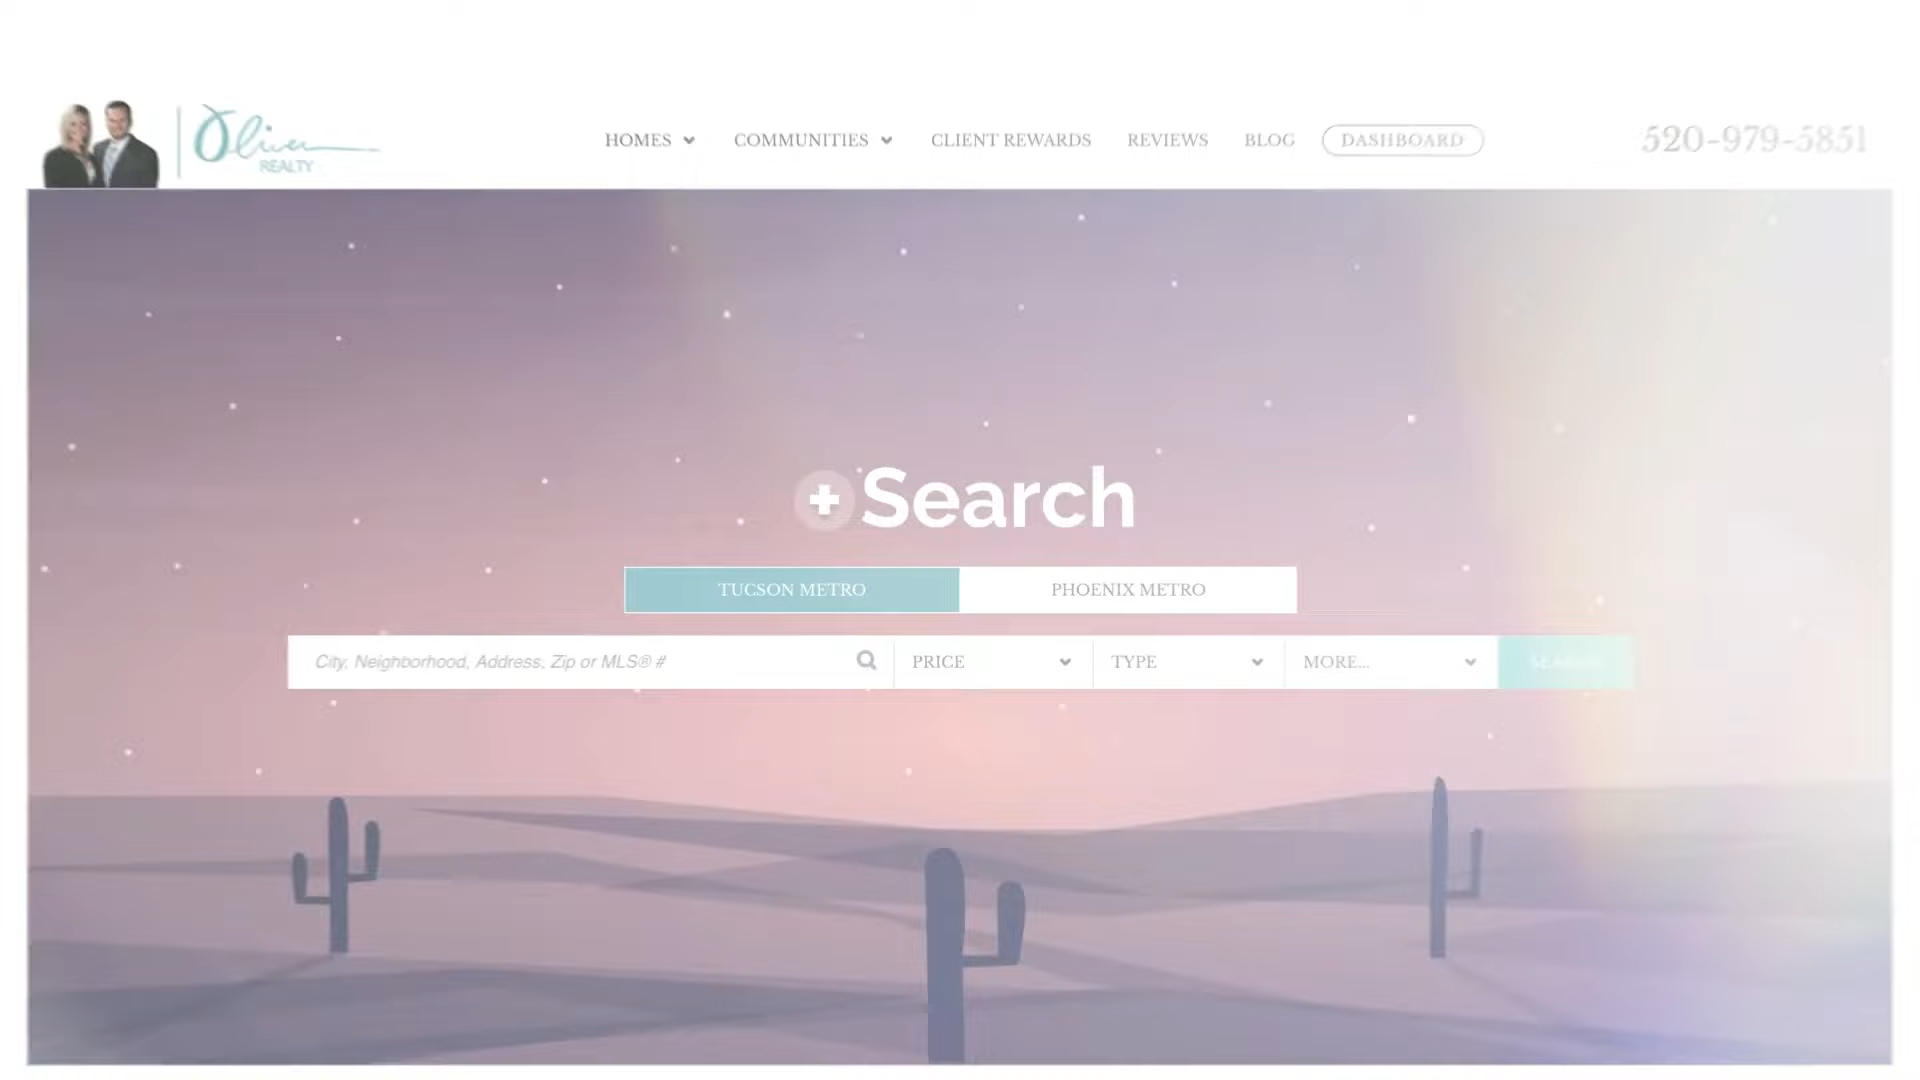 Oliver
REALTY
HOMES COMMUNITIES CLIENT REWARDS REVIEWS BLOG DASHBOARD 520-979-5851
+Search
TUCSON METRO PHOENIX METRO
City, Neighborhood, Address, Zip or MLS® # PRICE TYPE MORE... SEARCH